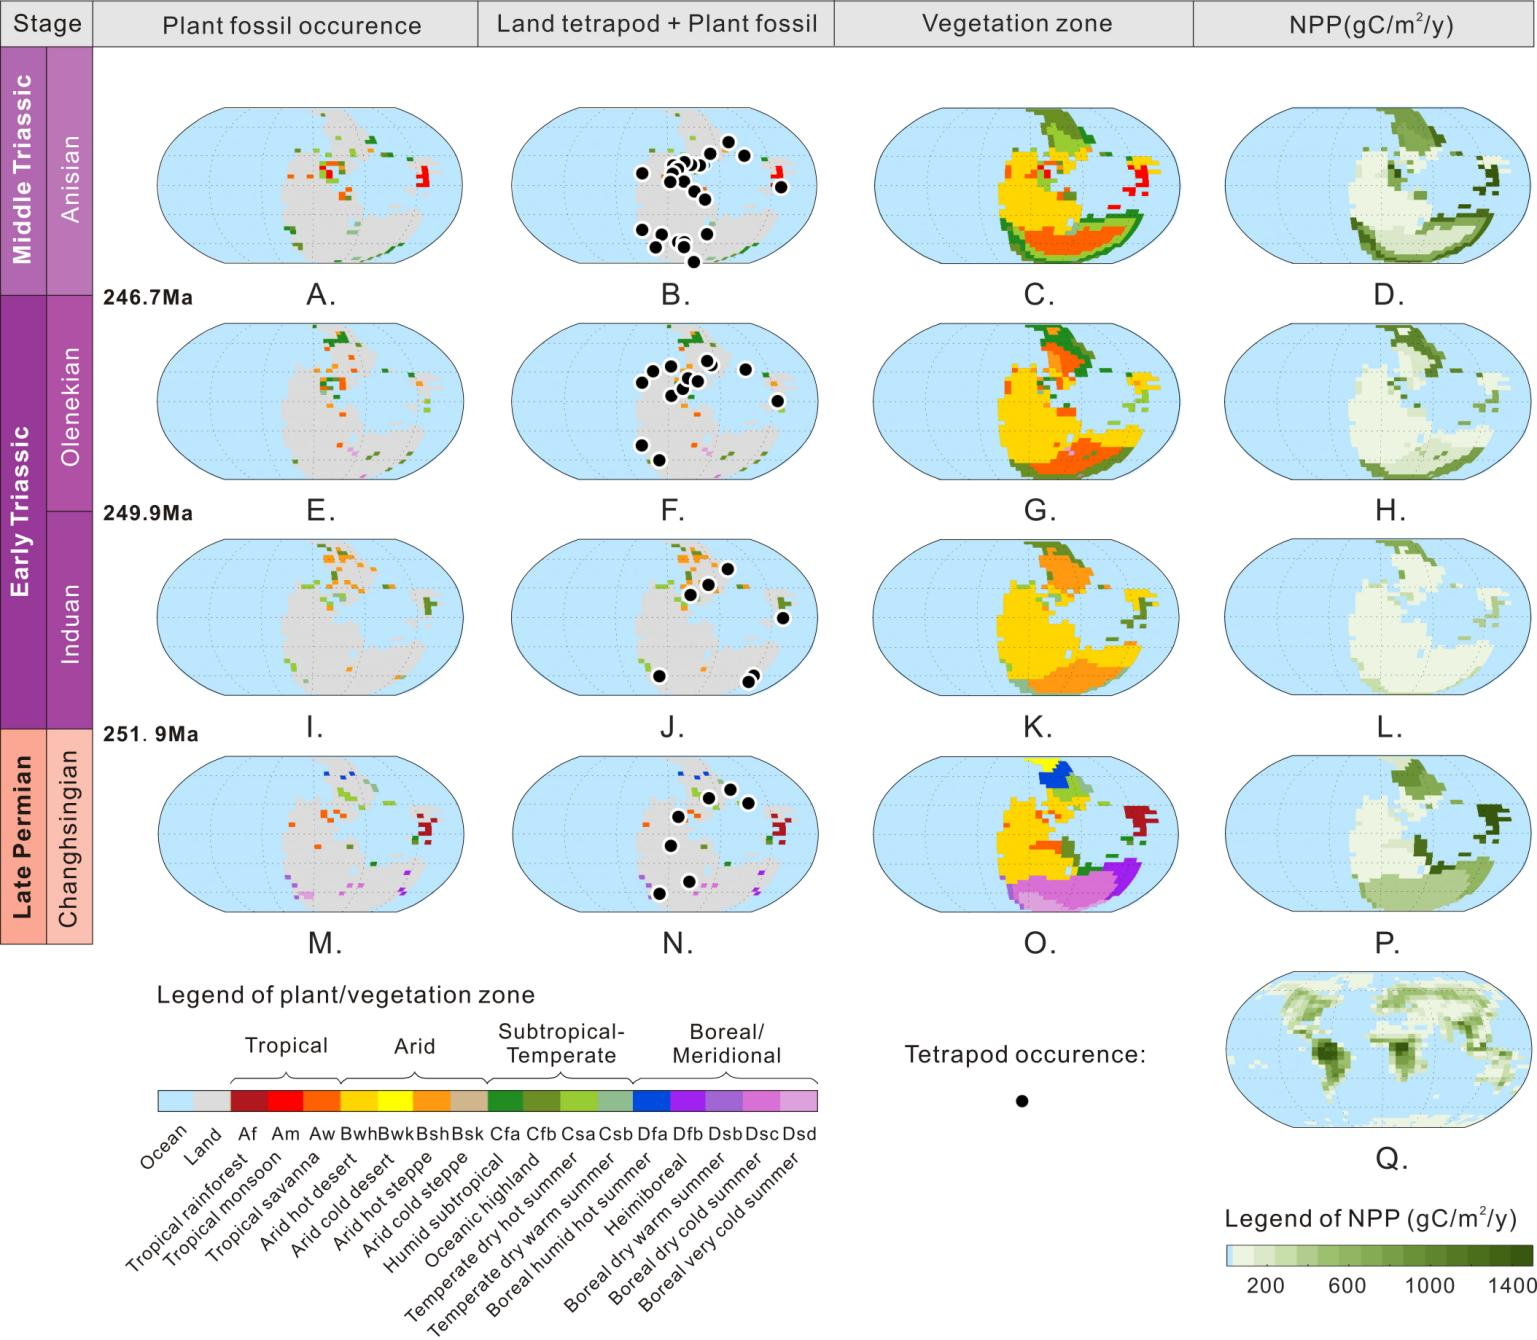 Stage
Plant fossil occurence
Land tetrapod + Plant fossil
Vegetation zone
NPP(gC/m²/y)
Middle Triassic
Anisian
A.
B.
C.
D.
246.7Ma
Early Triassic
Olenekian
E.
F.
G.
H.
249.9Ma
Induan
I.
J.
K.
L.
251. 9Ma
Late Permian
Changhsingian
M.
N.
O.
P.
Q.
Legend of plant/vegetation zone
Tropical
Arid
Subtropical-
Temperate
Boreal/
Meridional
Af Am Aw Bwh Bwk Bsh Bsk Cfa Cfb Csa Csb Dfa Dfb Dsb Dsc Dsd
Ocean
Land
Tropical rainforest
Tropical monsoon
Tropical savanna
Arid hot desert
Arid cold desert
Arid hot steppe
Arid cold steppe
Humid subtropical
Oceanic highland
Temperate dry hot summer
Temperate dry warm summer
Boreal humid hot summer
Heimiboreal
Boreal dry warm summer
Boreal dry cold summer
Boreal very cold summer
Tetrapod occurence:
Legend of NPP (gC/m²/y)
200 600 1000 1400